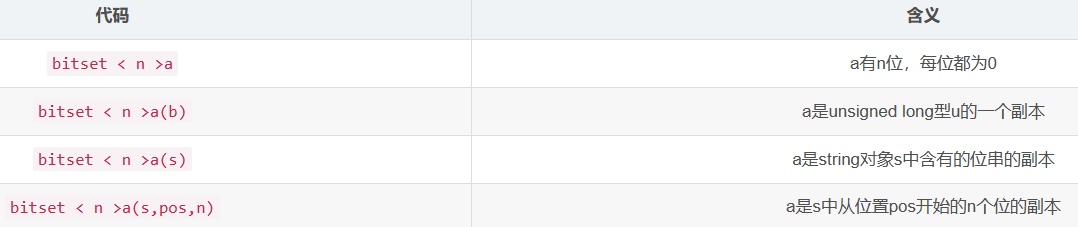 代码 含义
bitset < n >a a有n位，每位都为0
bitset < n >a(b) a是unsigned long型u的一个副本
bitset < n >a(s) a是string对象s中含有的位串的副本
bitset < n >a(s,pos,n) a是s中从位置pos开始的n个位的副本